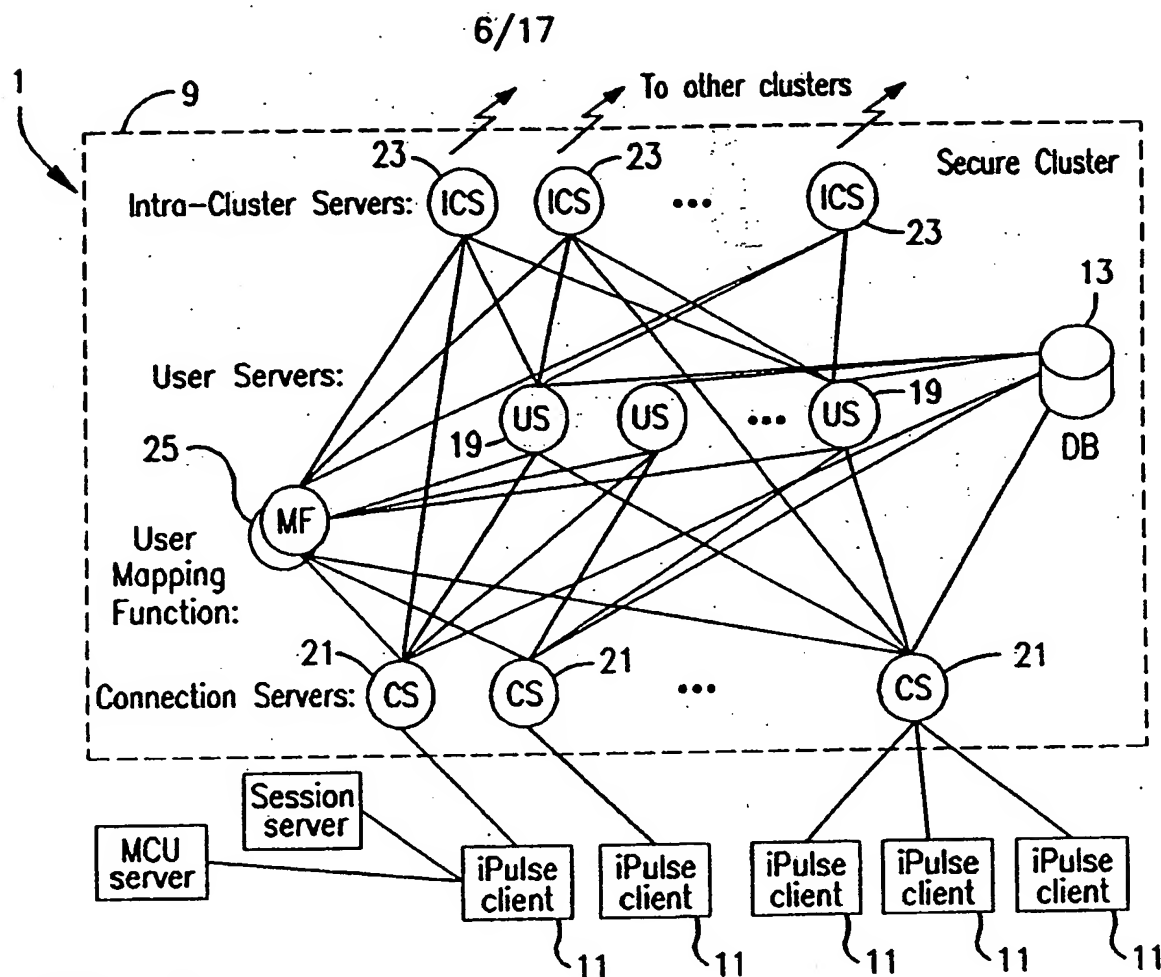 6/17
1
9
To other clusters
23
23
Secure Cluster
Intra-Cluster Servers:
ICS
ICS
•••
ICS
23
13
User Servers:
US
US
•••
US
19
19
DB
25
MF
User
Mapping
Function:
21
21
21
Connection Servers:
CS
CS
•••
CS
Session
server
MCU
server
iPulse
client
iPulse
client
iPulse
client
iPulse
client
iPulse
client
11
11
11
11
11